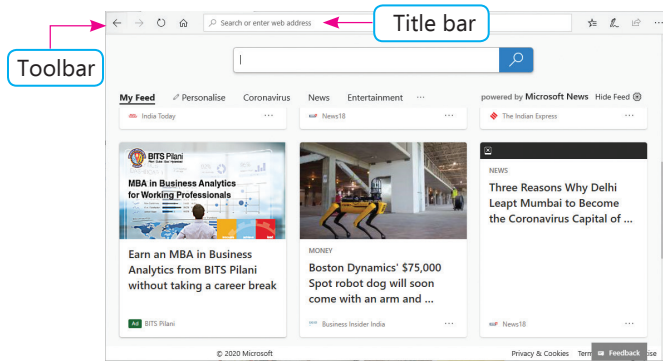 Title bar
Toolbar
Search or enter web address
My Feed Personalise Coronavirus News Entertainment ... powered by Microsoft News Hide Feed
India Today ...
News18 ...
The Indian Express ...
BITS Pilani
MBA in Business Analytics
for Working Professionals
Earn an MBA in Business
Analytics from BITS Pilani
without taking a career break
Ad BITS Pilani
MONEY
Boston Dynamics' $75,000
Spot robot dog will soon
come with an arm and ...
Business Insider India ...
NEWS
Three Reasons Why Delhi
Leapt Mumbai to Become
the Coronavirus Capital of ...
News18 ...
© 2020 Microsoft Privacy & Cookies Feedback